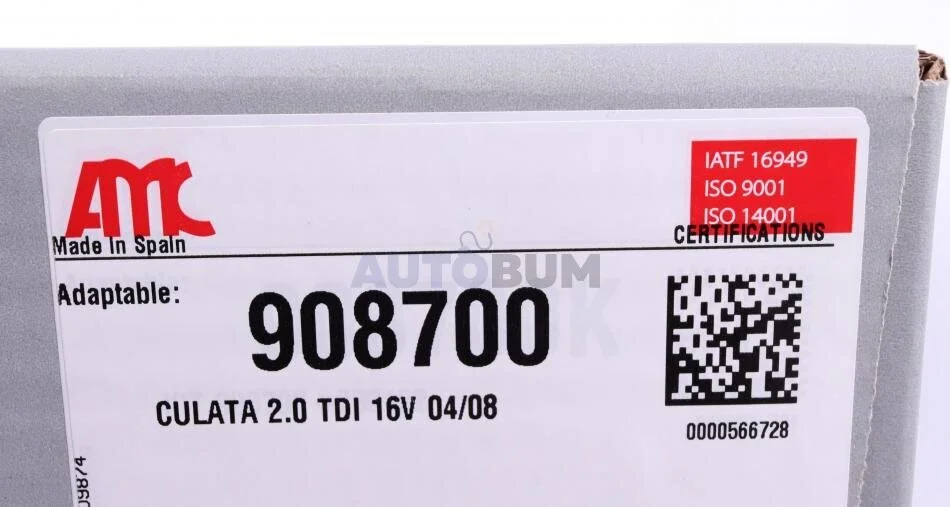 AMC
IATF 16949
ISO 9001
ISO 14001
Made In Spain
CERTIFICATIONS
AUTOBUM
Adaptable:
908700
CULATA 2.0 TDI 16V 04/08
0000566728